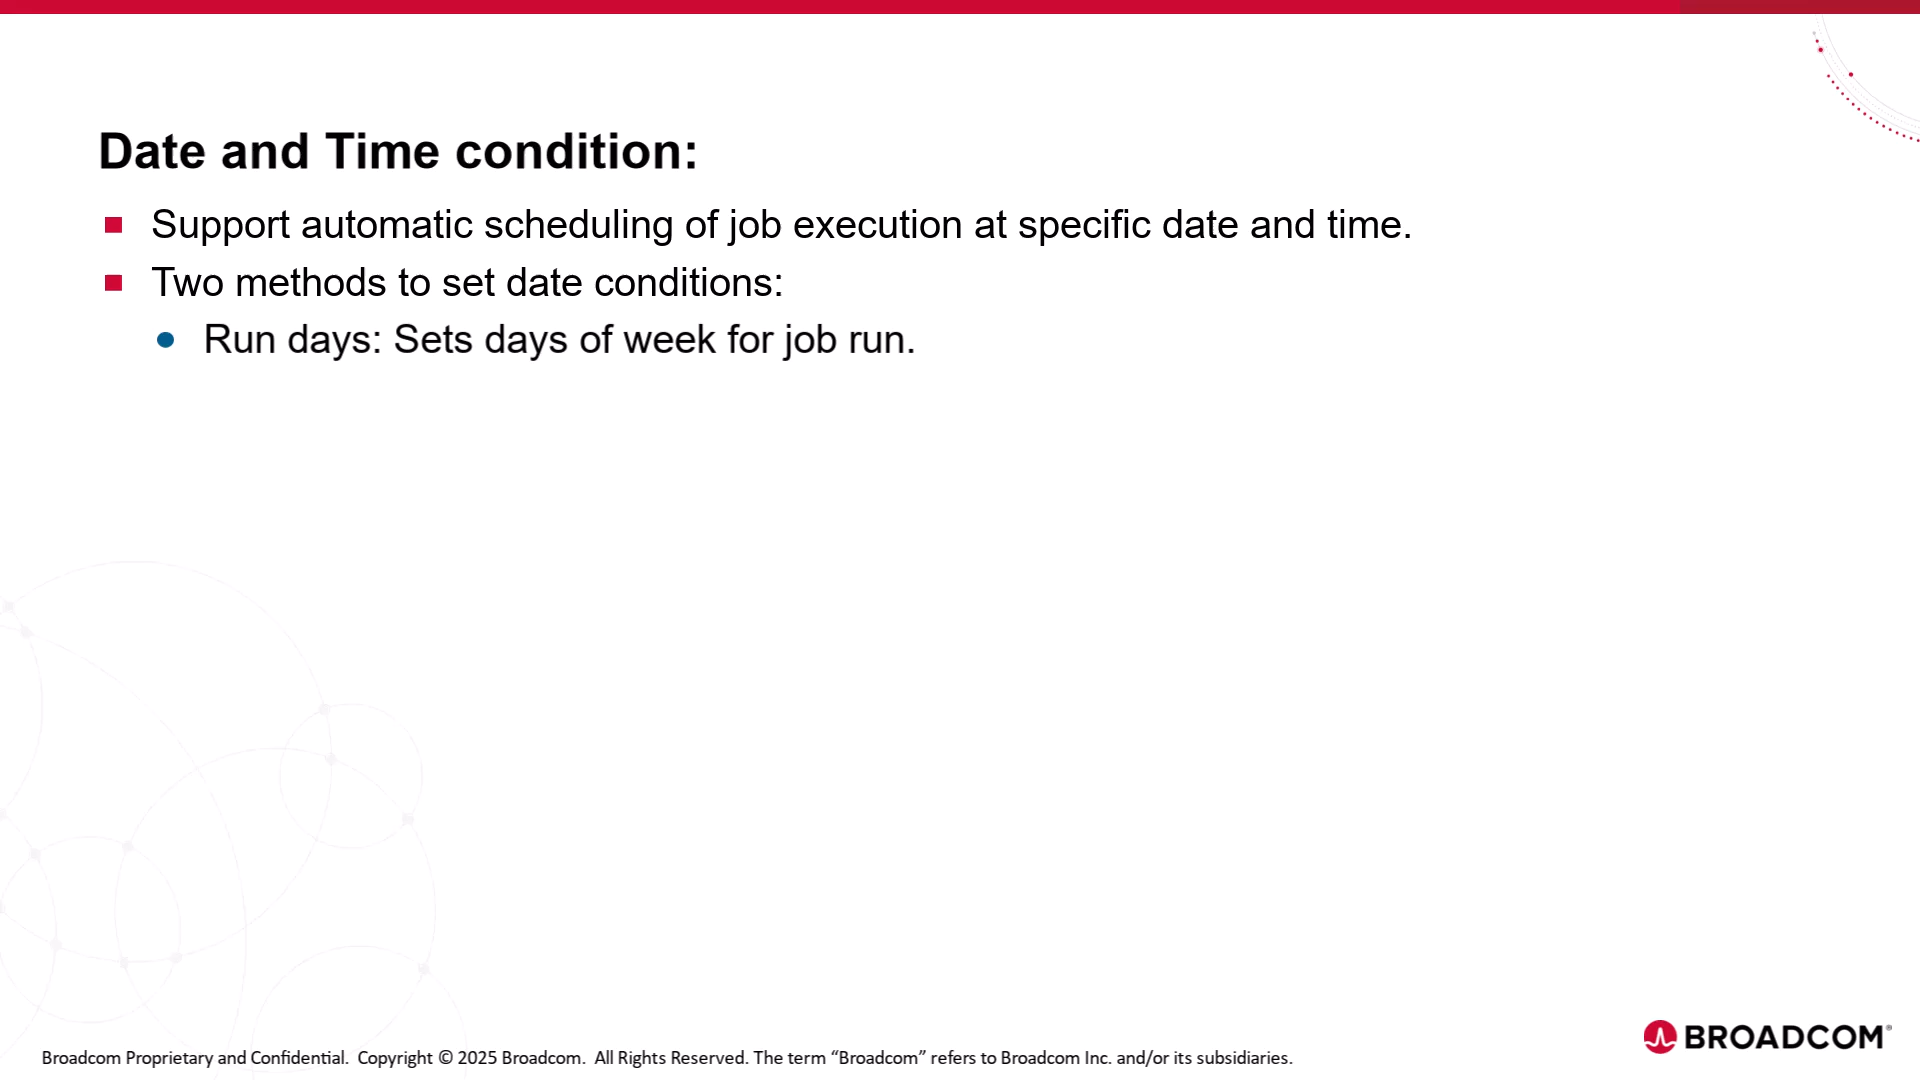 Date and Time condition:
Support automatic scheduling of job execution at specific date and time.
Two methods to set date conditions:
Run days: Sets days of week for job run.
BROADCOM®
Broadcom Proprietary and Confidential. Copyright © 2025 Broadcom. All Rights Reserved. The term “Broadcom” refers to Broadcom Inc. and/or its subsidiaries.